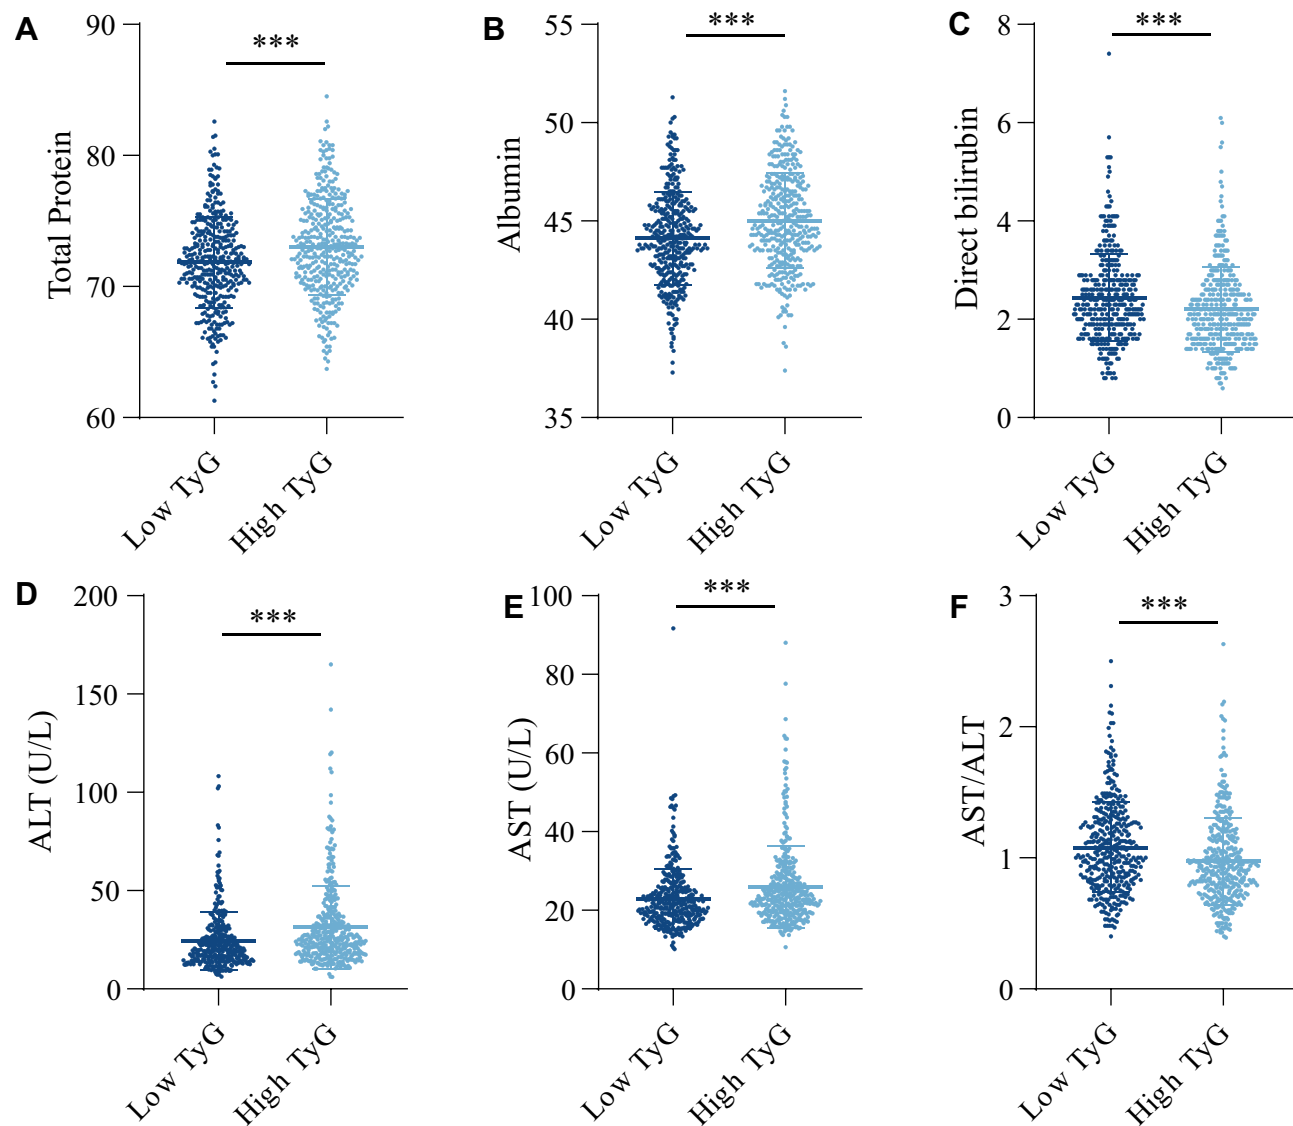 A
Total Protein
90
80
70
60
***
Low TyG
High TyG
B
Albumin
55
50
45
40
35
***
Low TyG
High TyG
C
Direct bilirubin
8
6
4
2
0
***
Low TyG
High TyG
D
ALT (U/L)
200
150
100
50
0
***
Low TyG
High TyG
E
AST (U/L)
100
80
60
40
20
0
***
Low TyG
High TyG
F
AST/ALT
3
2
1
0
***
Low TyG
High TyG